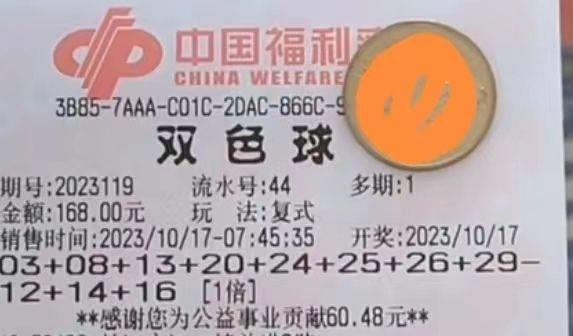 中国福利
CHINA WELFARE
3B85-7AAA-C01C-2DAC-866C-9
双色球
期号:2023119 流水号:44 多期:1
金额:168.00元 玩 法:复式
销售时间:2023/10/17-07:45:35 开奖:2023/10/17
03+08+13+20+24+25+26+29-
12+14+16 [1倍]
**感谢您为公益事业贡献60.48元**